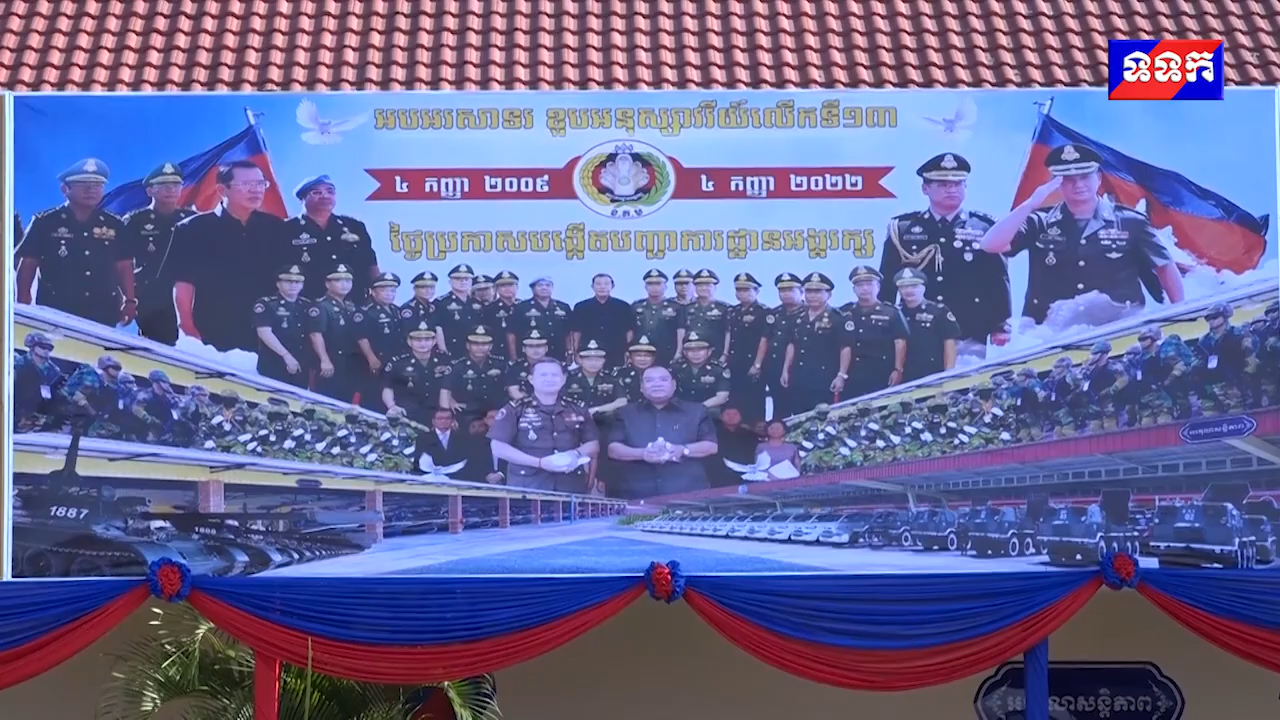 ទទក
អបអរសាទរ ខួបអនុស្សាវរីយ៍លើកទី១៣
៤ កញ្ញា ២០០៩
៤ កញ្ញា ២០២២
ថ្ងៃប្រកាសបង្កើតបញ្ជាការដ្ឋានអង្គរក្ស
1887